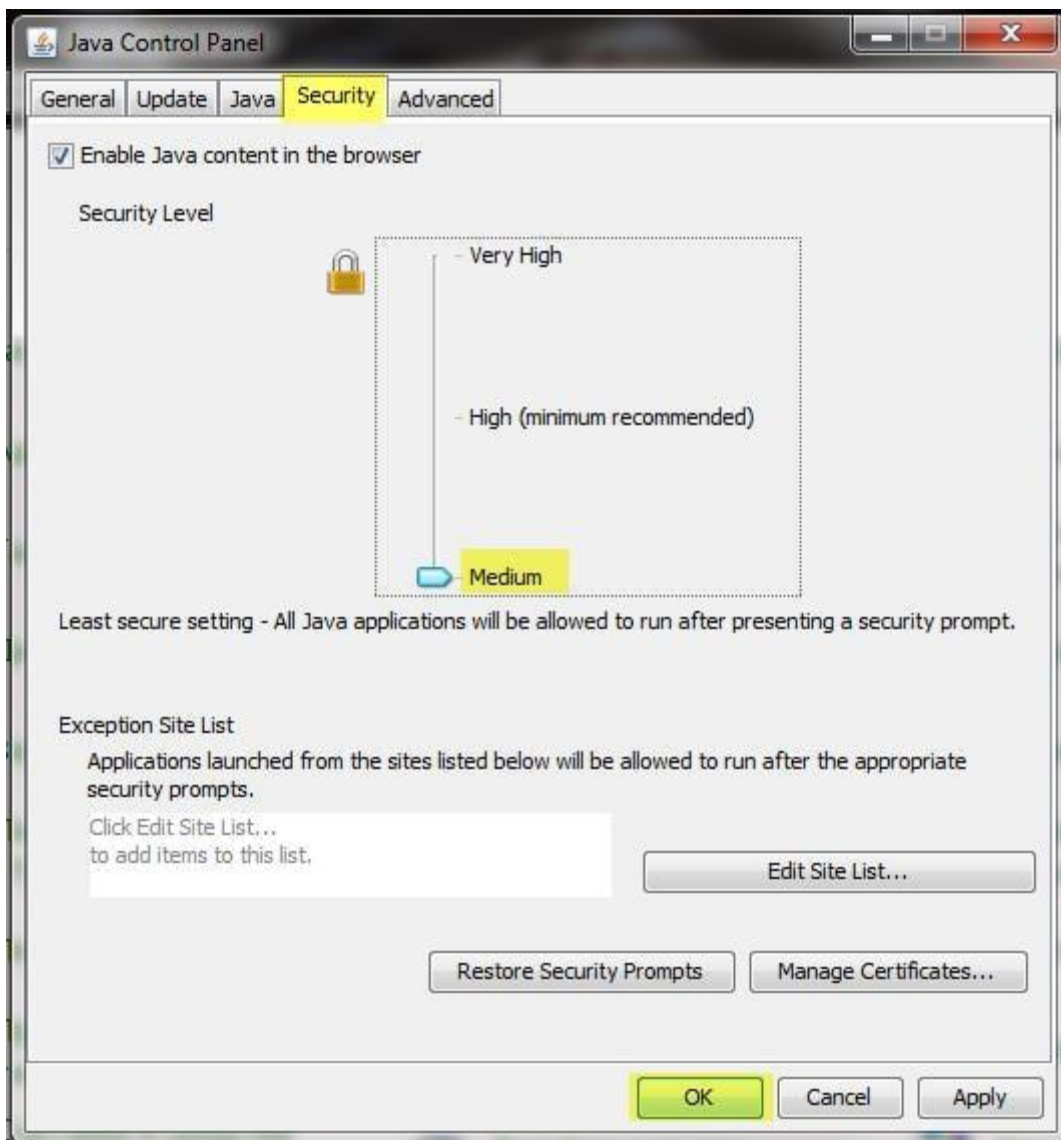 Java Control Panel
General Update Java Security Advanced
Enable Java content in the browser
Security Level
Very High
High (minimum recommended)
Medium
Least secure setting - All Java applications will be allowed to run after presenting a security prompt.
Exception Site List
Applications launched from the sites listed below will be allowed to run after the appropriate
security prompts.
Click Edit Site List...
to add items to this list.
Edit Site List...
Restore Security Prompts Manage Certificates...
OK Cancel Apply